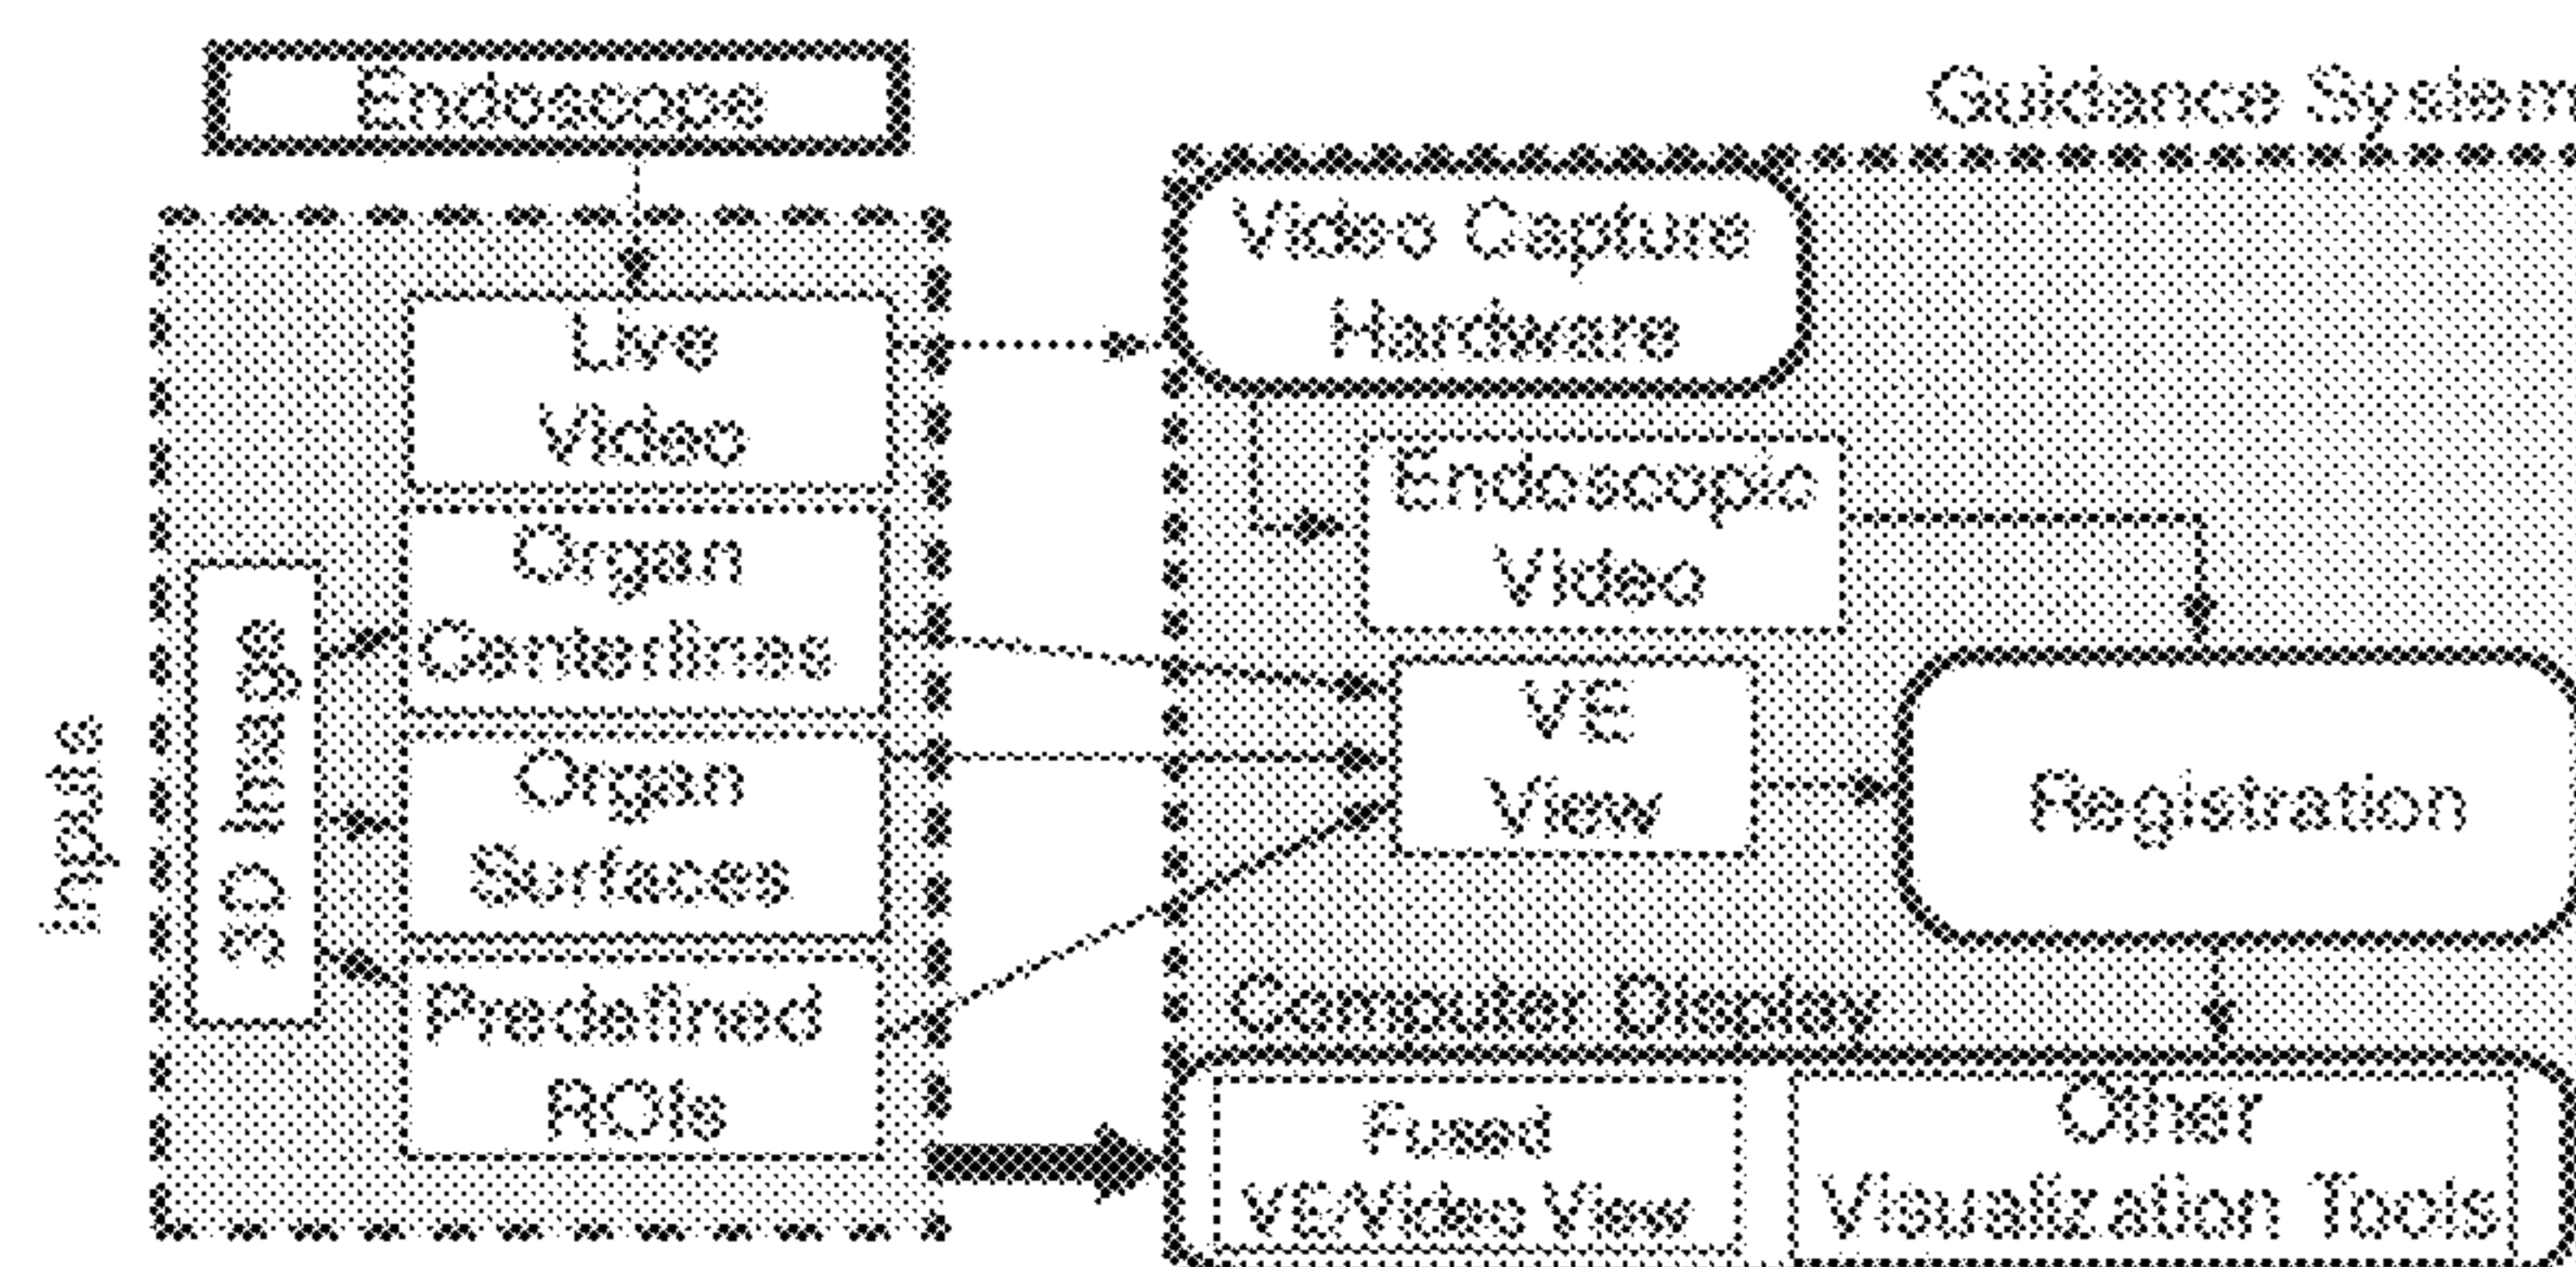 Endoscope
Guidance System
Video Capture
Hardware
Live
Video
Endoscopic
Video
Organ
Centerlines
Inputs
3D Image
VE
View
Organ
Surfaces
Registration
Predefined
ROIs
Computer Display
Fused
VE/Video View
Other
Visualization Tools